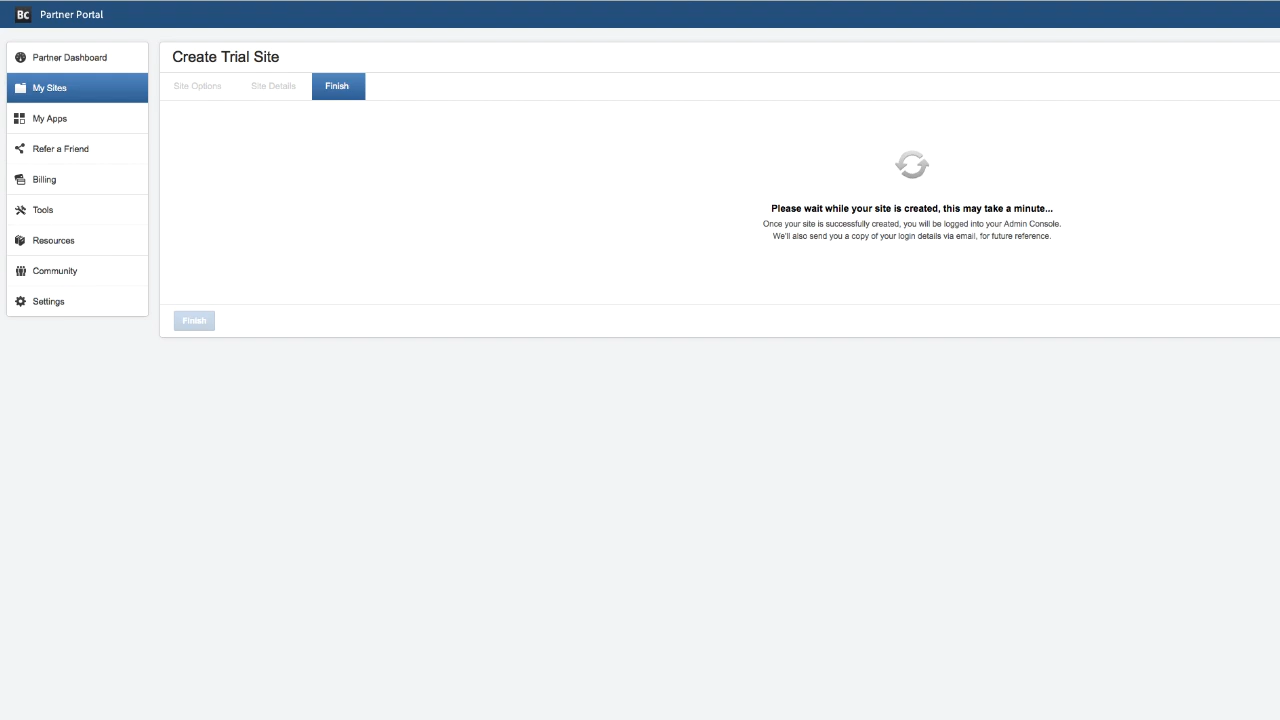 Bc Partner Portal
Partner Dashboard
My Sites
My Apps
Refer a Friend
Billing
Tools
Resources
Community
Settings
Create Trial Site
Site Options Site Details Finish
Please wait while your site is created, this may take a minute...
Once your site is successfully created, you will be logged into your Admin Console.
We'll also send you a copy of your login details via email, for future reference.
Finish